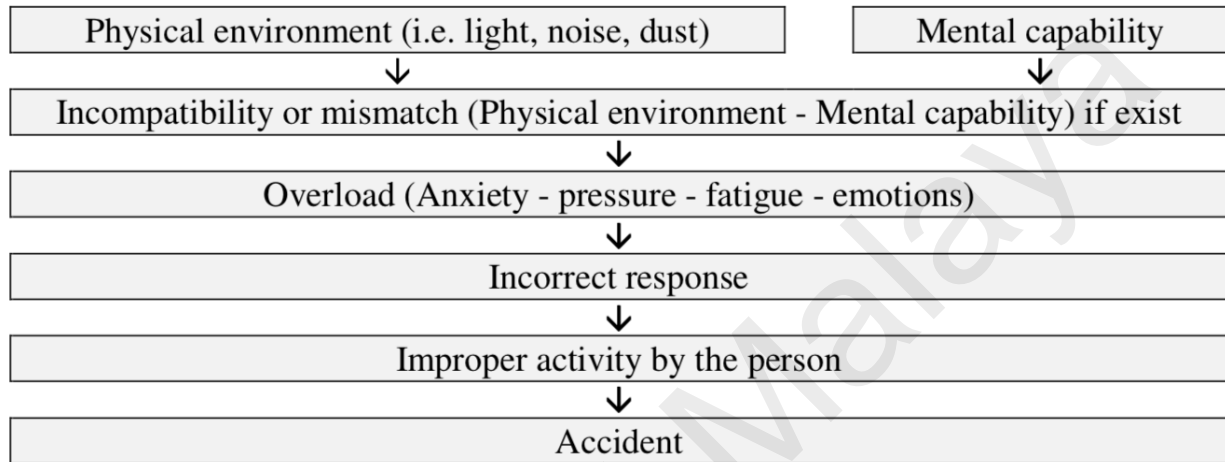 Physical environment (i.e. light, noise, dust)
Mental capability
Incompatibility or mismatch (Physical environment - Mental capability) if exist
Overload (Anxiety - pressure - fatigue - emotions)
Incorrect response
Improper activity by the person
Accident
Malaya